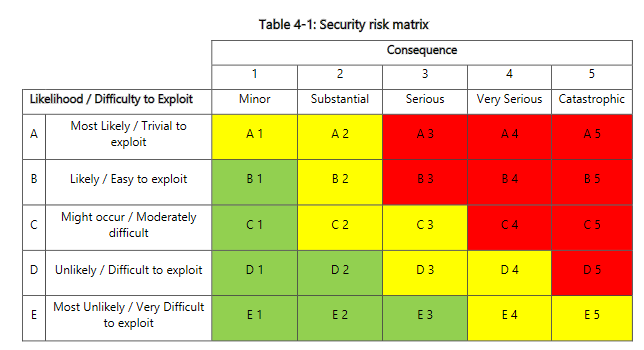 Table 4-1: Security risk matrix
Consequence
1 2 3 4 5
Likelihood / Difficulty to Exploit Minor Substantial Serious Very Serious Catastrophic
A Most Likely / Trivial to
exploit A 1 A 2 A 3 A 4 A 5
B Likely / Easy to exploit B 1 B 2 B 3 B 4 B 5
C Might occur / Moderately
difficult C 1 C 2 C 3 C 4 C 5
D Unlikely / Difficult to exploit D 1 D 2 D 3 D 4 D 5
E Most Unlikely / Very Difficult
to exploit E 1 E 2 E 3 E 4 E 5